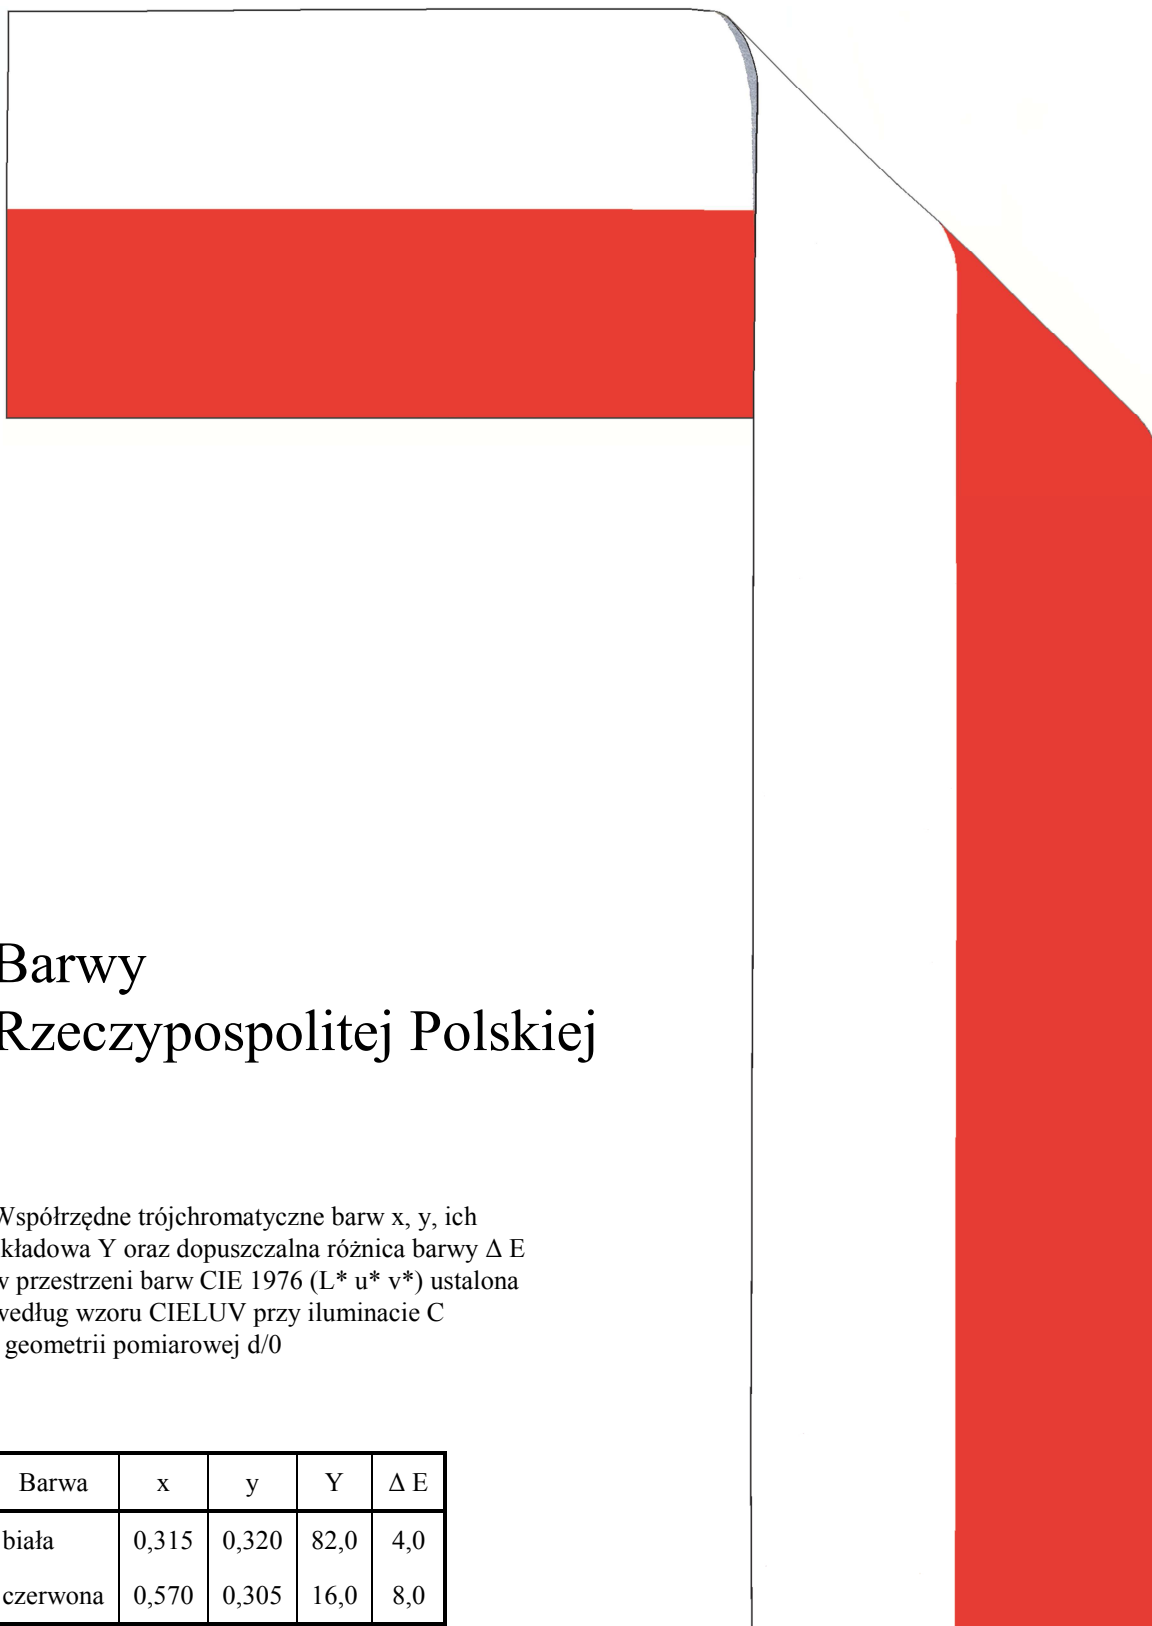 Barwy
Rzeczypospolitej Polskiej
Współrzędne trójchromatyczne barw x, y, ich
kładowa Y oraz dopuszczalna różnica barwy Δ E
w przestrzeni barw CIE 1976 (L* u* v*) ustalona
według wzoru CIELUV przy iluminacie C
geometrii pomiarowej d/0
Barwa x y Y Δ E
biała 0,315 0,320 82,0 4,0
czerwona 0,570 0,305 16,0 8,0